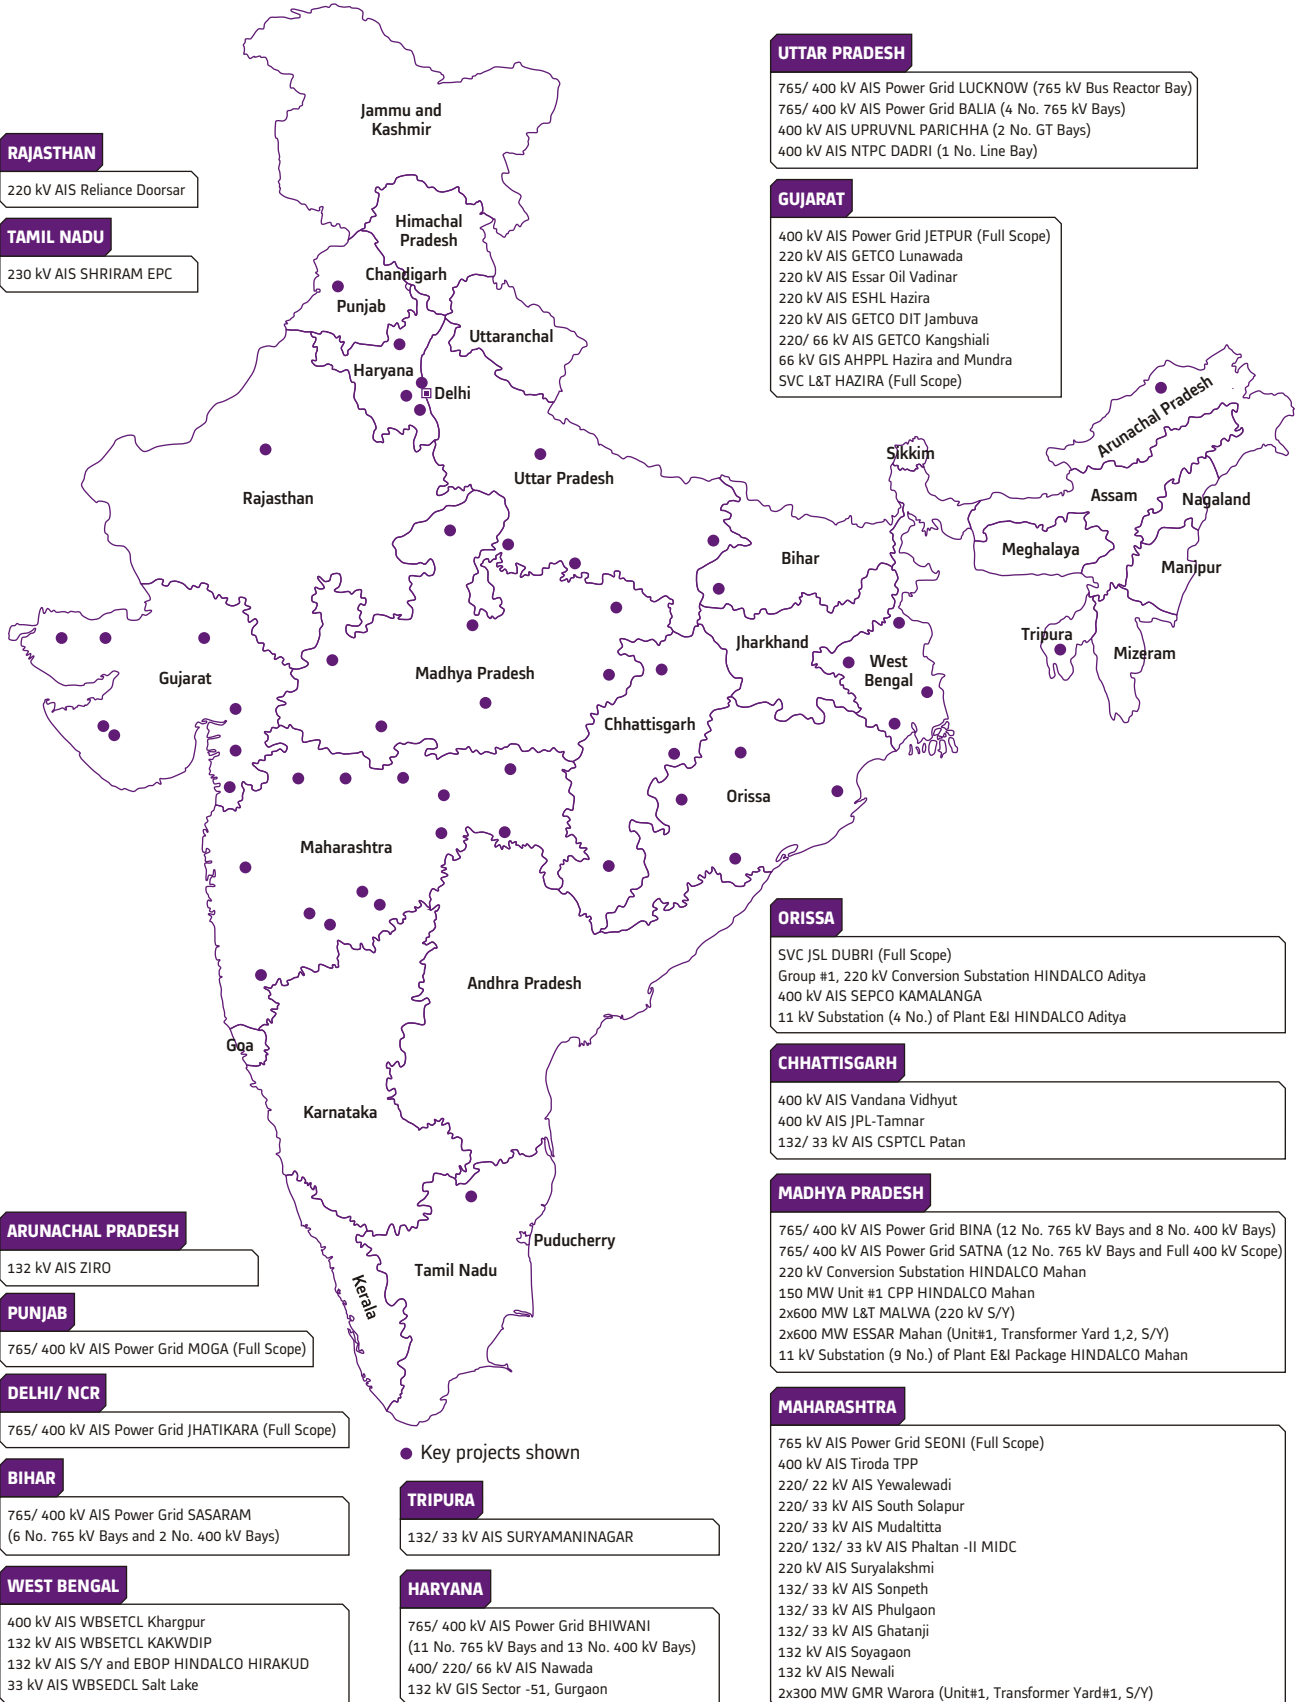 Jammu and
Kashmir
Himachal
Pradesh
Chandigarh
Punjab
Uttaranchal
Haryana
Delhi
Rajasthan
Uttar Pradesh
Sikkim
Arunachal Pradesh
Assam
Nagaland
Meghalaya
Manipur
Bihar
Tripura
Mizeram
Jharkhand
West
Bengal
Gujarat
Madhya Pradesh
Chhattisgarh
Orissa
Maharashtra
Andhra Pradesh
Goa
Karnataka
Puducherry
Tamil Nadu
Kerala
Key projects shown
RAJASTHAN
220 kV AIS Reliance Doorsar
TAMIL NADU
230 kV AIS SHRIRAM EPC
UTTAR PRADESH
765/ 400 kV AIS Power Grid LUCKNOW (765 kV Bus Reactor Bay)
765/ 400 kV AIS Power Grid BALIA (4 No. 765 kV Bays)
400 kV AIS UPRUVNL PARICHHA (2 No. GT Bays)
400 kV AIS NTPC DADRI (1 No. Line Bay)
GUJARAT
400 kV AIS Power Grid JETPUR (Full Scope)
220 kV AIS GETCO Lunawada
220 kV AIS Essar Oil Vadinar
220 kV AIS ESHL Hazira
220 kV AIS GETCO DIT Jambuva
220/ 66 kV AIS GETCO Kangshiali
66 kV GIS AHPPL Hazira and Mundra
SVC L&T HAZIRA (Full Scope)
ORISSA
SVC JSL DUBRI (Full Scope)
Group #1, 220 kV Conversion Substation HINDALCO Aditya
400 kV AIS SEPCO KAMALANGA
11 kV Substation (4 No.) of Plant E&I HINDALCO Aditya
CHHATTISGARH
400 kV AIS Vandana Vidhyut
400 kV AIS JPL-Tamnar
132/ 33 kV AIS CSPTCL Patan
MADHYA PRADESH
765/ 400 kV AIS Power Grid BINA (12 No. 765 kV Bays and 8 No. 400 kV Bays)
765/ 400 kV AIS Power Grid SATNA (12 No. 765 kV Bays and Full 400 kV Scope)
220 kV Conversion Substation HINDALCO Mahan
150 MW Unit #1 CPP HINDALCO Mahan
2x600 MW L&T MALWA (220 kV S/Y)
2x600 MW ESSAR Mahan (Unit#1, Transformer Yard 1,2, S/Y)
11 kV Substation (9 No.) of Plant E&I Package HINDALCO Mahan
MAHARASHTRA
765 kV AIS Power Grid SEONI (Full Scope)
400 kV AIS Tiroda TPP
220/ 22 kV AIS Yewalewadi
220/ 33 kV AIS South Solapur
220/ 33 kV AIS Mudaltitta
220/ 132/ 33 kV AIS Phaltan -II MIDC
220 kV AIS Suryalakshmi
132/ 33 kV AIS Sonpeth
132/ 33 kV AIS Phulgaon
132/ 33 kV AIS Ghatanji
132 kV AIS Soyagaon
132 kV AIS Newali
2x300 MW GMR Warora (Unit#1, Transformer Yard#1, S/Y)
ARUNACHAL PRADESH
132 kV AIS ZIRO
PUNJAB
765/ 400 kV AIS Power Grid MOGA (Full Scope)
DELHI/ NCR
765/ 400 kV AIS Power Grid JHATIKARA (Full Scope)
BIHAR
765/ 400 kV AIS Power Grid SASARAM
(6 No. 765 kV Bays and 2 No. 400 kV Bays)
WEST BENGAL
400 kV AIS WBSETCL Khargpur
132 kV AIS WBSETCL KAKWDIP
132 kV AIS S/Y and EBOP HINDALCO HIRAKUD
33 kV AIS WBSEDCL Salt Lake
TRIPURA
132/ 33 kV AIS SURYAMANINAGAR
HARYANA
765/ 400 kV AIS Power Grid BHIWANI
(11 No. 765 kV Bays and 13 No. 400 kV Bays)
400/ 220/ 66 kV AIS Nawada
132 kV GIS Sector -51, Gurgaon